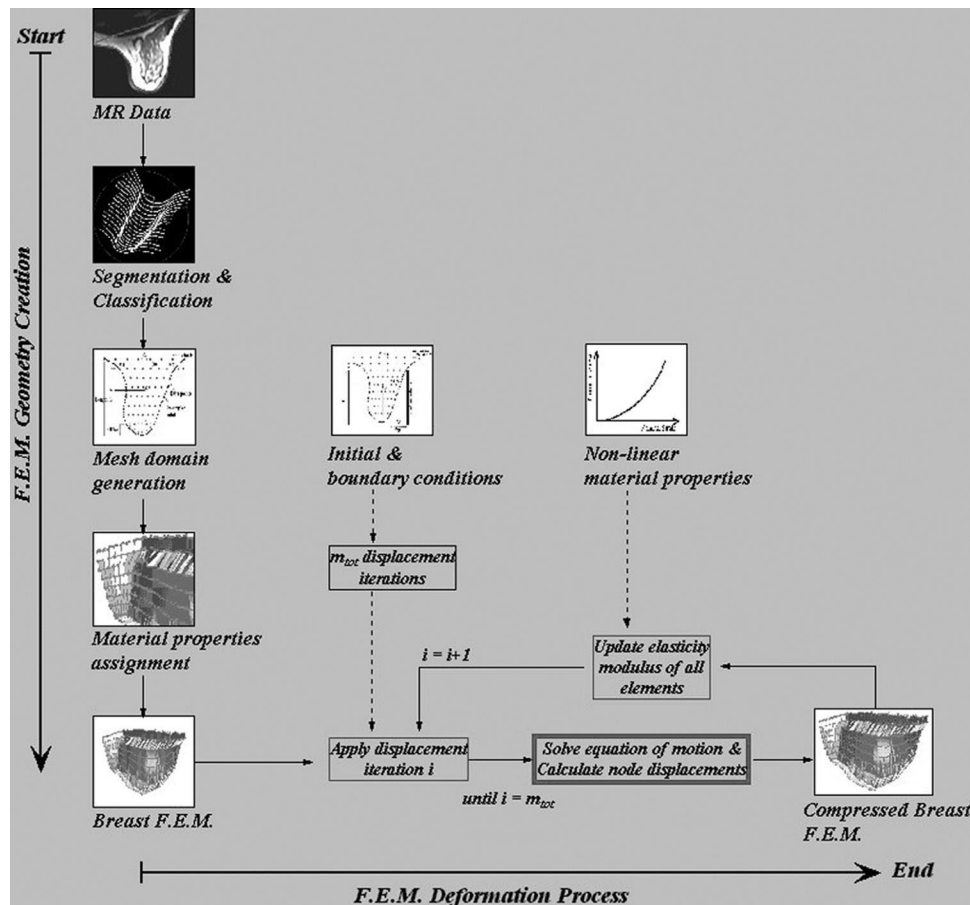 Start
MR Data
Segmentation &
Classification
F.E.M. Geometry Creation
Mesh domain
generation
Initial &
boundary conditions
Non-linear
material properties
m_tot displacement
iterations
Material properties
assignment
i = i+1
Update elasticity
modulus of all
elements
Apply displacement
iteration i
Solve equation of motion &
Calculate node displacements
until i = m_tot
Breast F.E.M.
Compressed Breast
F.E.M.
End
F.E.M. Deformation Process